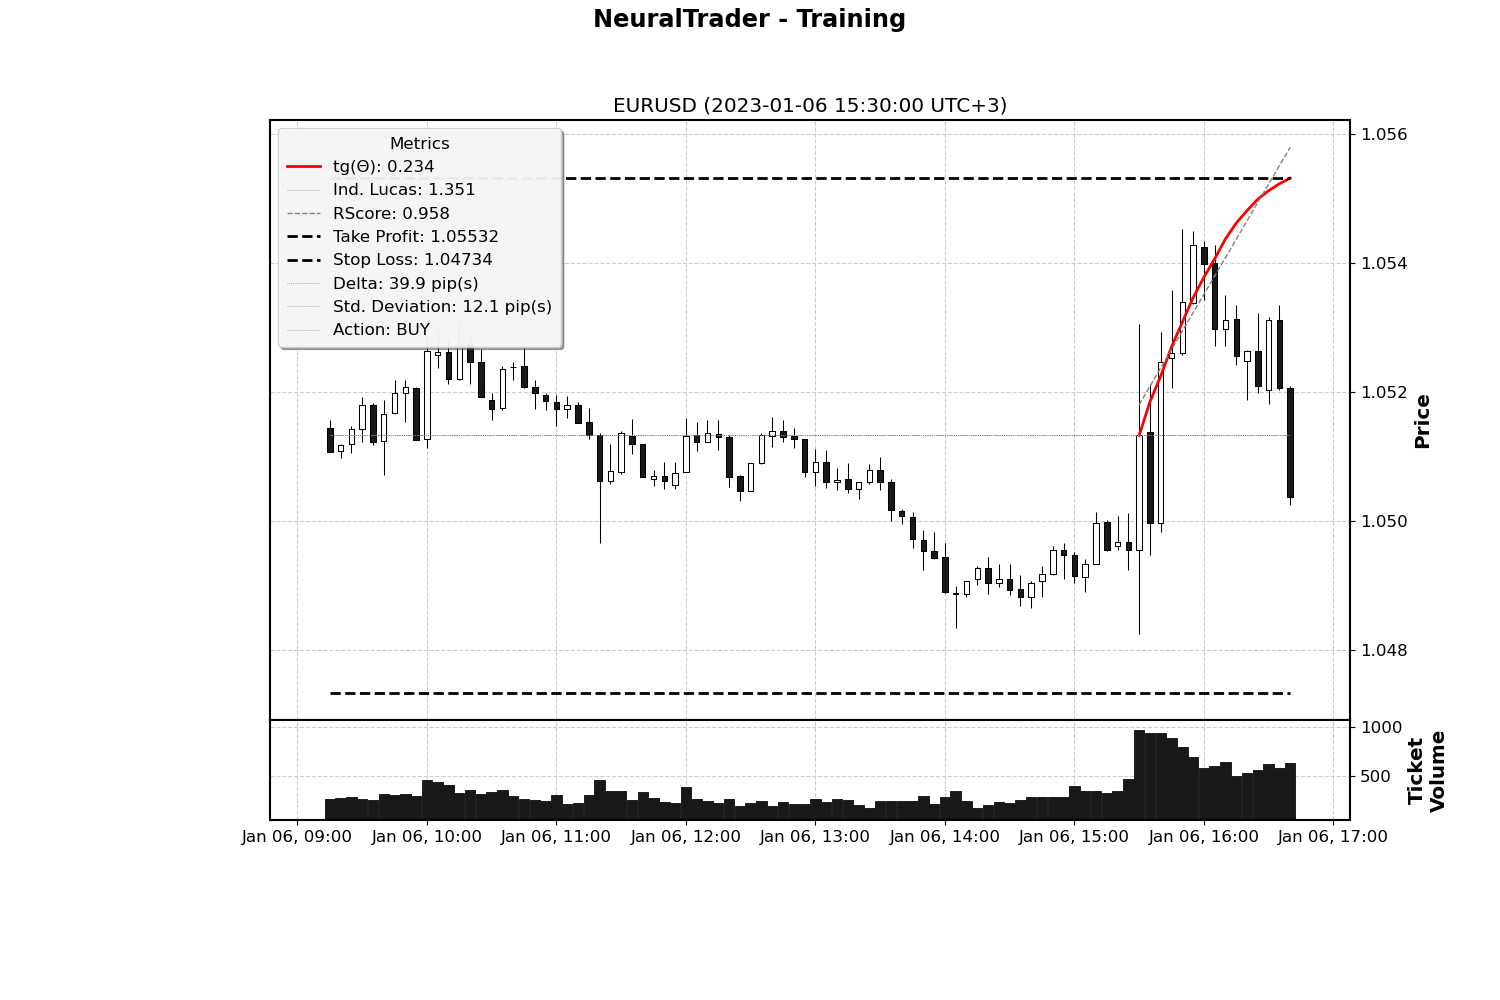 NeuralTrader - Training
EURUSD (2023-01-06 15:30:00 UTC+3)
Metrics
tg(Θ): 0.234
Ind. Lucas: 1.351
RScore: 0.958
Take Profit: 1.05532
Stop Loss: 1.04734
Delta: 39.9 pip(s)
Std. Deviation: 12.1 pip(s)
Action: BUY
1.056
1.054
1.052
1.050
1.048
Price
1000
500
Ticket
Volume
Jan 06, 09:00
Jan 06, 10:00
Jan 06, 11:00
Jan 06, 12:00
Jan 06, 13:00
Jan 06, 14:00
Jan 06, 15:00
Jan 06, 16:00
Jan 06, 17:00